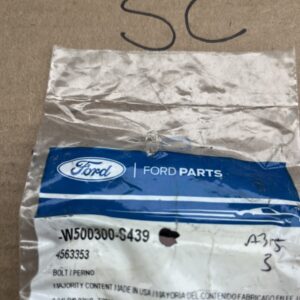 SC
Ford | FORD PARTS
-W500300-S439
4563353
A35
3
BOLT / PERNO
MAJORITY CONTENT MADE IN USA / MAYORIA DEL CONTENIDO FABRICADO EN